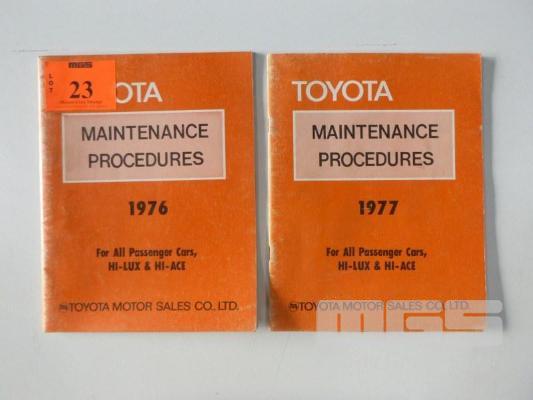 MGS
LOT
23
OTA
MAINTENANCE
PROCEDURES
1976
For All Passenger Cars,
HI-LUX & HI-ACE
TOYOTA MOTOR SALES CO., LTD.
TOYOTA
MAINTENANCE
PROCEDURES
1977
For All Passenger Cars,
HI-LUX & HI-ACE
TOYOTA MOTOR SALES CO., LTD.
MGS